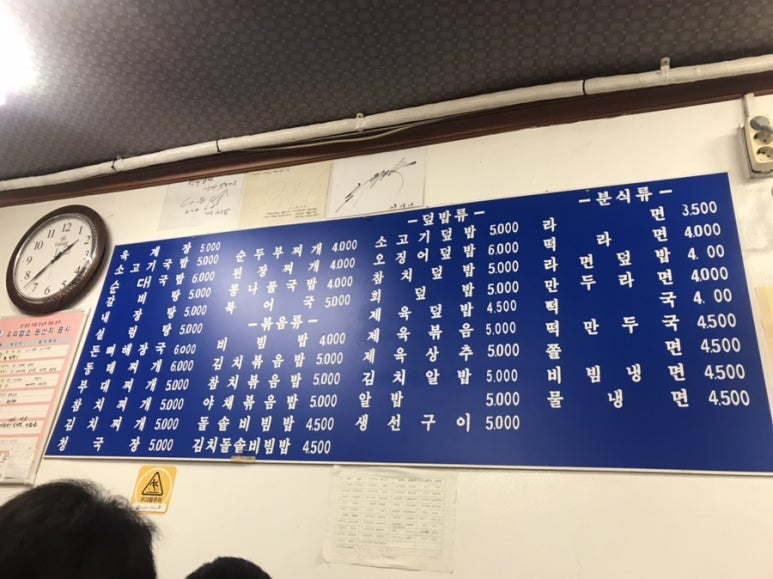 육 계 장 5.000
소고기국밥 5.000
순 대 국 밥 6.000
갈 비 탕 5.000
내 장 탕 5.000
설 렁 탕 5.000
돈뼈해장국 6.000
동 태 찌 개 6.000
부 대 찌 개 5.000
참 치 찌 개 5.000
김 치 찌 개 5.000
청 국 장 5.000
순두부찌개 4.000
된 장 찌 개 4.000
콩나물국밥 4.000
북 어 국 5.000
-볶음류-
비 빔 밥 4.000
김치볶음밥 5.000
참치볶음밥 5.000
야채볶음밥 5.000
돌솥비빔밥 4.500
김치돌솥비빔밥 4.500
-덮밥류-
소고기덮밥 5.000
오징어덮밥 6.000
참 치 덮 밥 5.000
회 덮 밥 5.000
제 육 덮 밥 4.500
제 육 볶 음 5.000
제 육 상 추 5.000
김 치 알 밥 5.000
알 밥 5.000
생 선 구 이 5.000
-분식류-
라 면 3.500
떡 라 면 4.000
라 면 덮 밥 4. 00
만 두 라 면 4.000
떡 국 4. 00
떡 만 두 국 4.500
쫄 면 4.500
비 빔 냉 면 4.500
물 냉 면 4.500